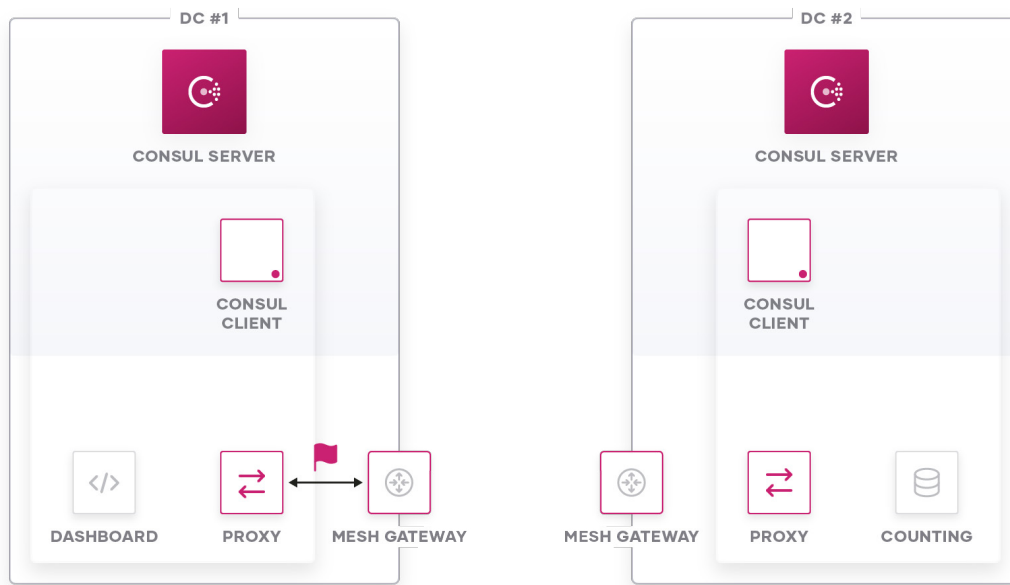 DC #1
DC #2
CONSUL SERVER
CONSUL SERVER
CONSUL
CLIENT
CONSUL
CLIENT
DASHBOARD
PROXY
MESH GATEWAY
MESH GATEWAY
PROXY
COUNTING